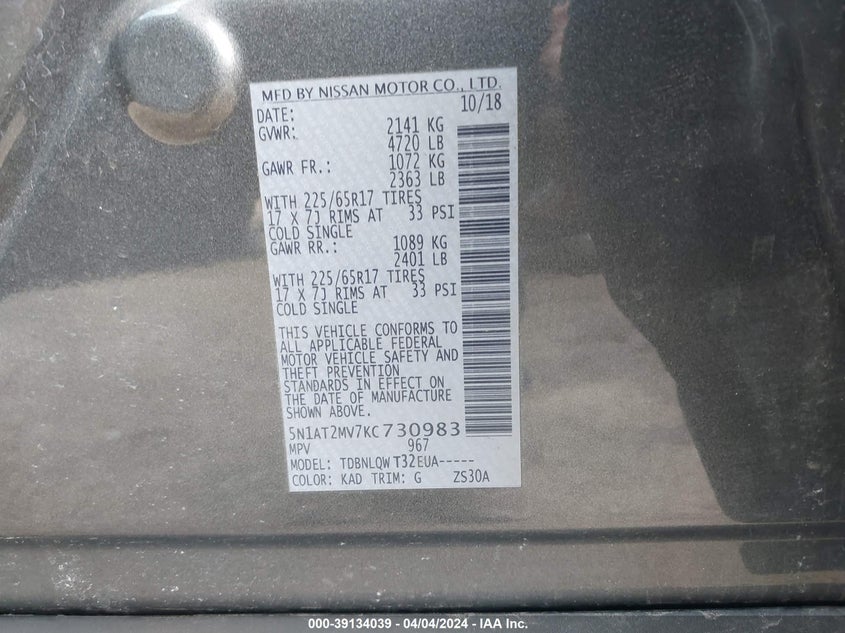 MFD BY NISSAN MOTOR CO., LTD.
DATE: 10/18
GVWR: 2141 KG
4720 LB
GAWR FR.: 1072 KG
2363 LB
WITH 225/65R17 TIRES
17 X 7J RIMS AT 33 PSI
COLD SINGLE
GAWR RR.: 1089 KG
2401 LB
WITH 225/65R17 TIRES
17 X 7J RIMS AT 33 PSI
COLD SINGLE
THIS VEHICLE CONFORMS TO
ALL APPLICABLE FEDERAL
MOTOR VEHICLE SAFETY AND
THEFT PREVENTION
STANDARDS IN EFFECT ON
THE DATE OF MANUFACTURE
SHOWN ABOVE.
5N1AT2MV7KC730983
MPV 967
MODEL: TDBNLQWT32EUA-----
COLOR: KAD TRIM: G ZS30A
000-39134039 - 04/04/2024 - IAA Inc.